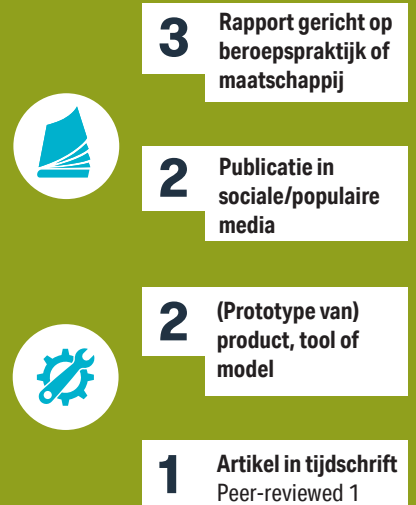 3
Rapport gericht op
beroepspraktijk of
maatschappij
2
Publicatie in
sociale/populaire
media
2
(Prototype van)
product, tool of
model
1
Artikel in tijdschrift
Peer-reviewed 1